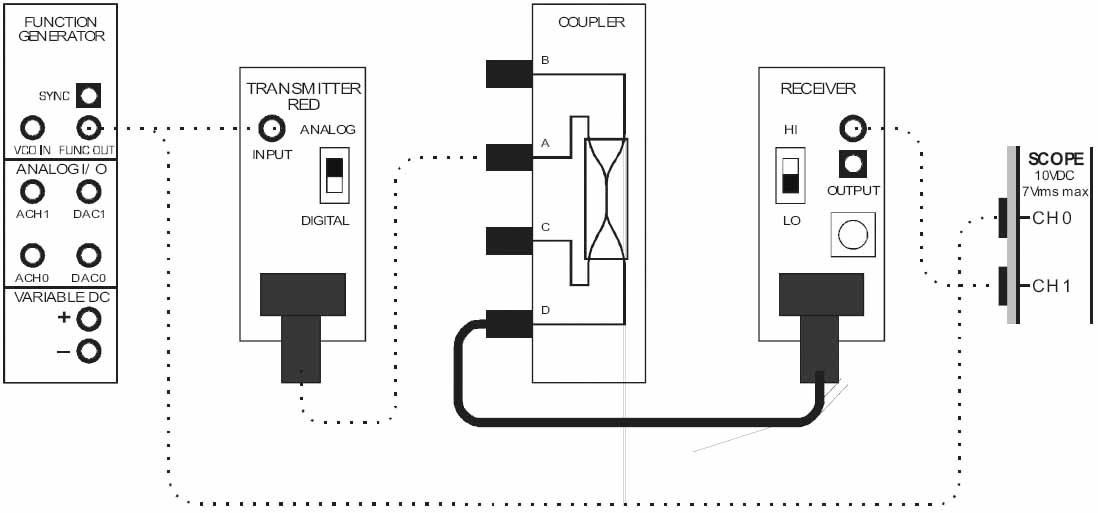 FUNCTION
GENERATOR
SYNC
VCO IN
FUNC OUT
ANALOG I/ O
ACH1
DAC1
ACH0
DAC0
VARIABLE DC
+
−
TRANSMITTER
RED
ANALOG
INPUT
DIGITAL
COUPLER
B
A
C
D
RECEIVER
HI
OUTPUT
LO
SCOPE
10VDC
7Vrms max
CH 0
CH 1